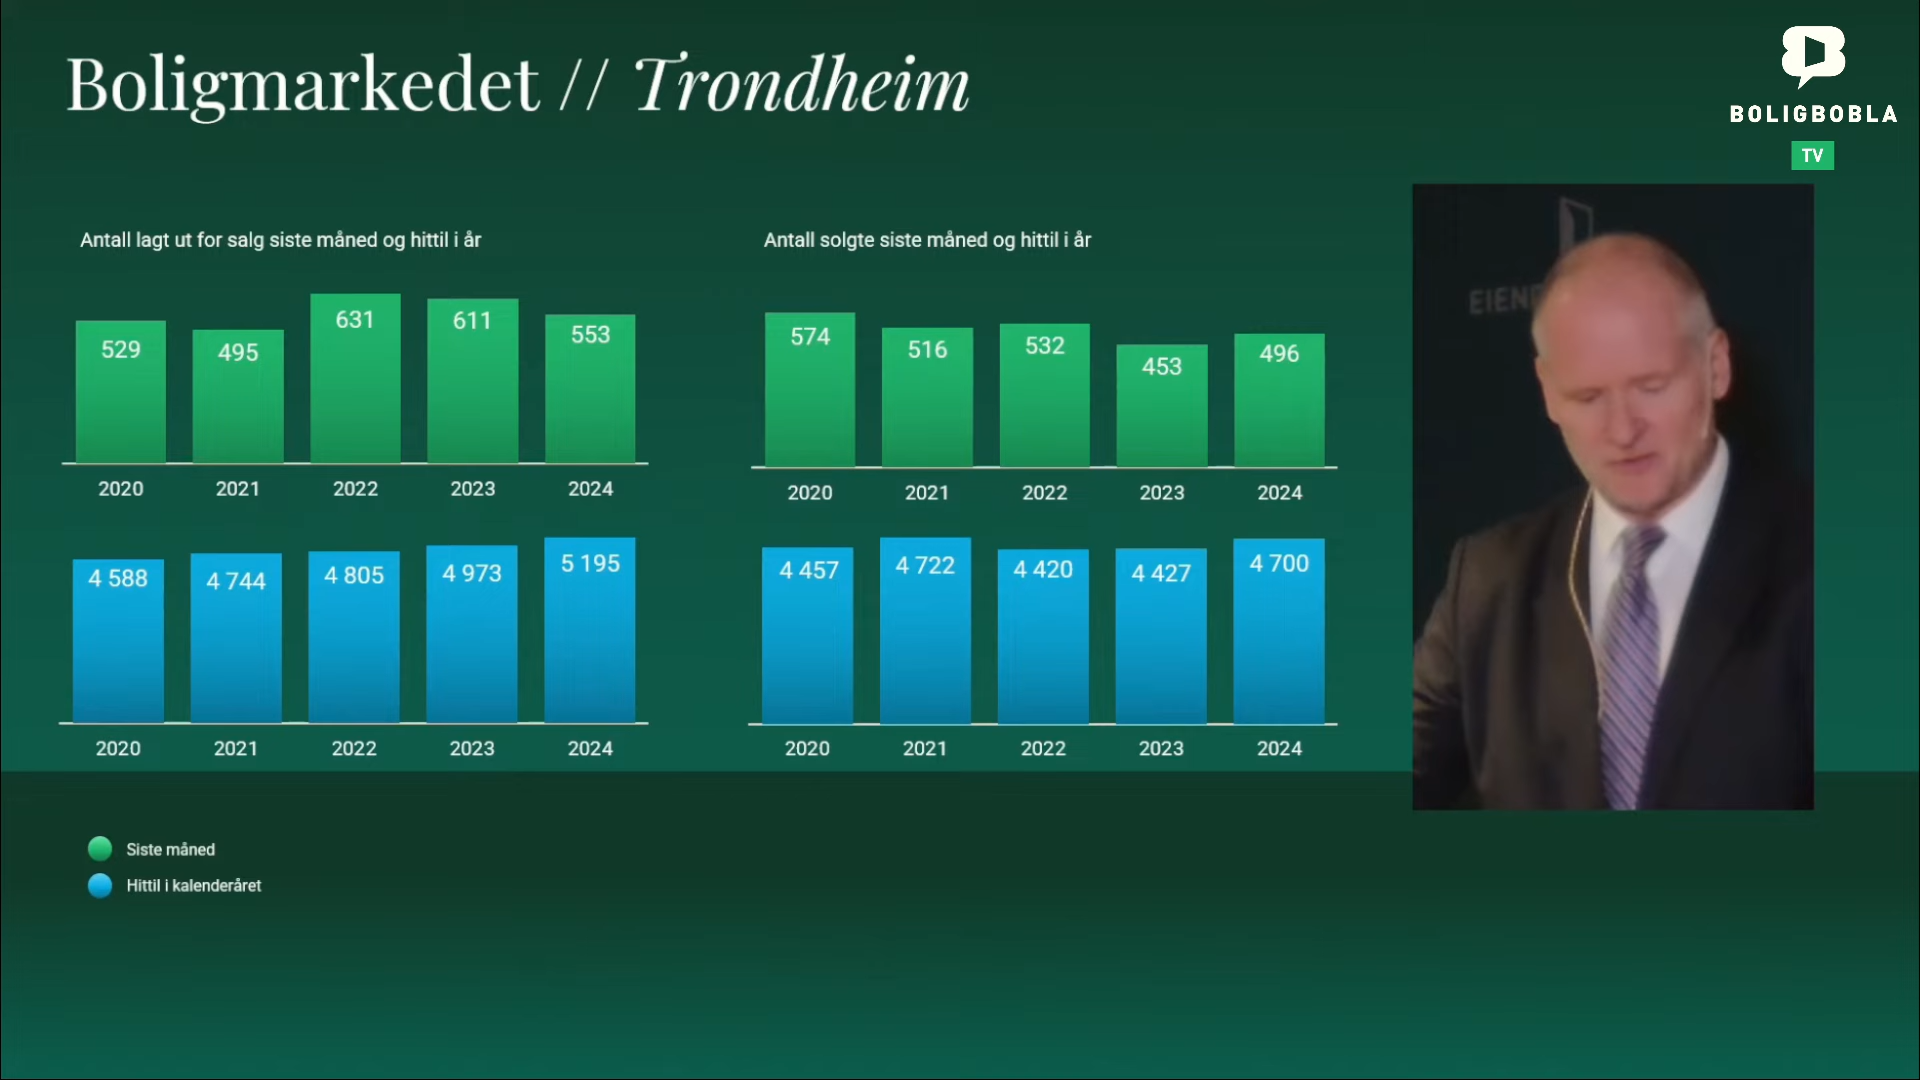 Boligmarkedet // Trondheim
BOLIGBOBLA
TV
Antall lagt ut for salg siste måned og hittil i år
529 495 631 611 553
2020 2021 2022 2023 2024
4 588 4 744 4 805 4 973 5 195
2020 2021 2022 2023 2024
Antall solgte siste måned og hittil i år
574 516 532 453 496
2020 2021 2022 2023 2024
4 457 4 722 4 420 4 427 4 700
2020 2021 2022 2023 2024
EIEN
Siste måned
Hittil i kalenderåret